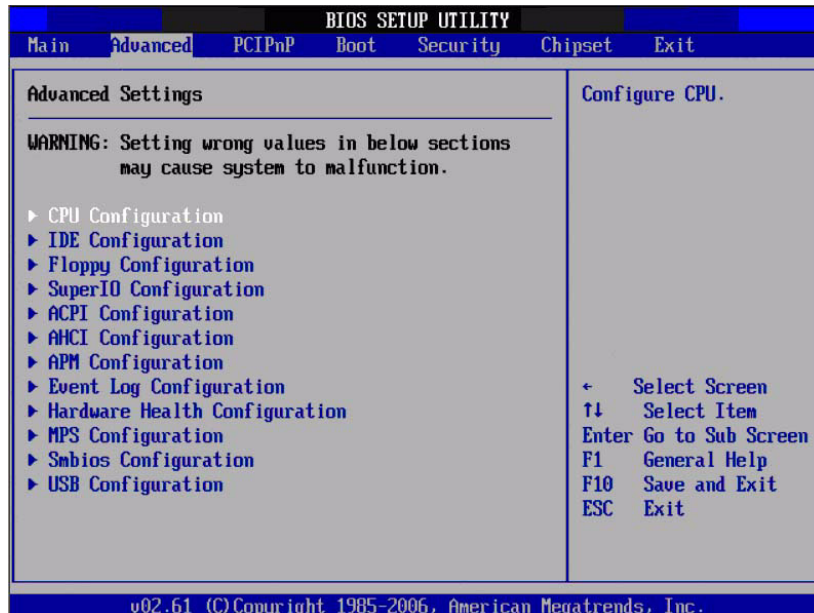 BIOS SETUP UTILITY
Main Advanced PCIPnP Boot Security Chipset Exit
Advanced Settings
WARNING: Setting wrong values in below sections
may cause system to malfunction.
▶ CPU Configuration
▶ IDE Configuration
▶ Floppy Configuration
▶ SuperIO Configuration
▶ ACPI Configuration
▶ AHCI Configuration
▶ APM Configuration
▶ Event Log Configuration
▶ Hardware Health Configuration
▶ MPS Configuration
▶ Smbios Configuration
▶ USB Configuration
Configure CPU.
← Select Screen
↑↓ Select Item
Enter Go to Sub Screen
F1 General Help
F10 Save and Exit
ESC Exit
v02.61 (C)Copyright 1985-2006, American Megatrends, Inc.